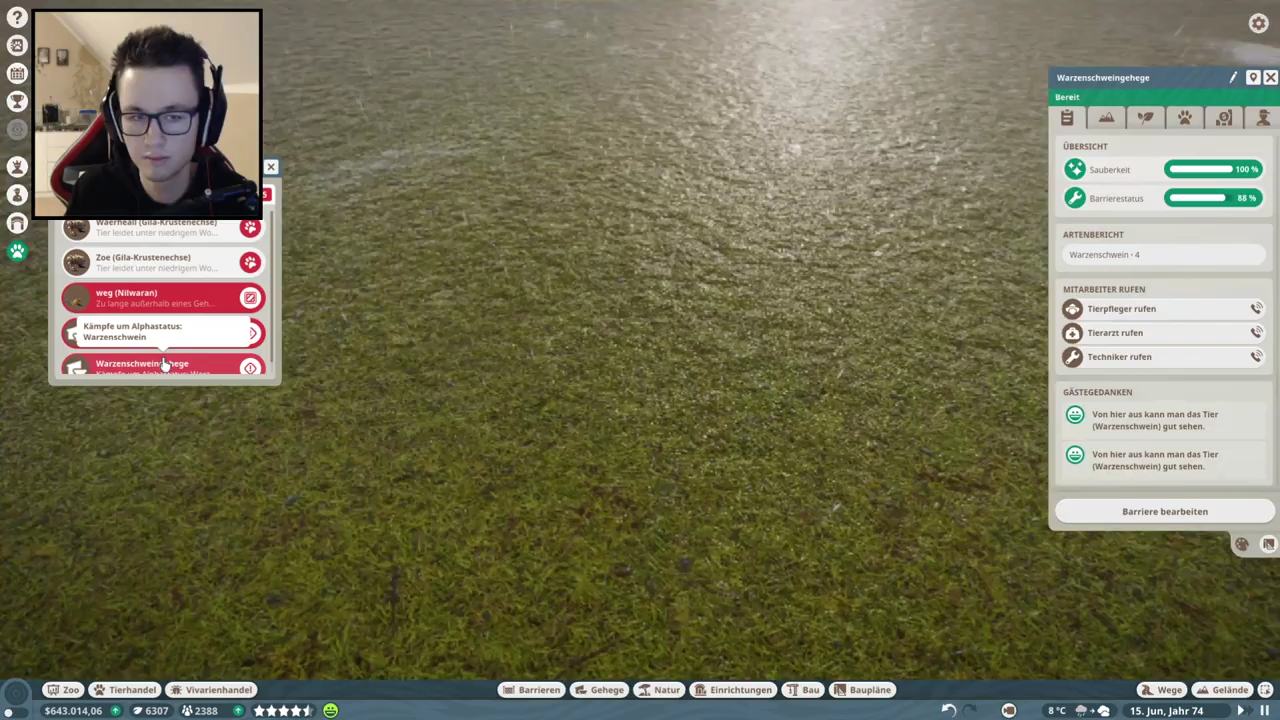 Warzenschweingehege
Bereit
ÜBERSICHT
Sauberkeit
100 %
Barrierestatus
88 %
ARTENBERICHT
Warzenschwein · 4
MITARBEITER RUFEN
Tierpfleger rufen
Tierarzt rufen
Techniker rufen
GÄSTEGEDANKEN
Von hier aus kann man das Tier
(Warzenschwein) gut sehen.
Von hier aus kann man das Tier
(Warzenschwein) gut sehen.
Barriere bearbeiten
(Gila-Krustenechse)
Tier leidet unter niedrigem Wo...
Zoe (Gila-Krustenechse)
Tier leidet unter niedrigem Wo...
weg (Nilwaran)
Zu lange außerhalb eines Geh...
Kämpfe um Alphastatus:
Warzenschwein
Zoo
Tierhandel
Vivarienhandel
Barrieren
Gehege
Natur
Einrichtungen
Bau
Baupläne
Wege
Gelände
$643.014,06
6307
2388
8 °C
15. Jun, Jahr 74